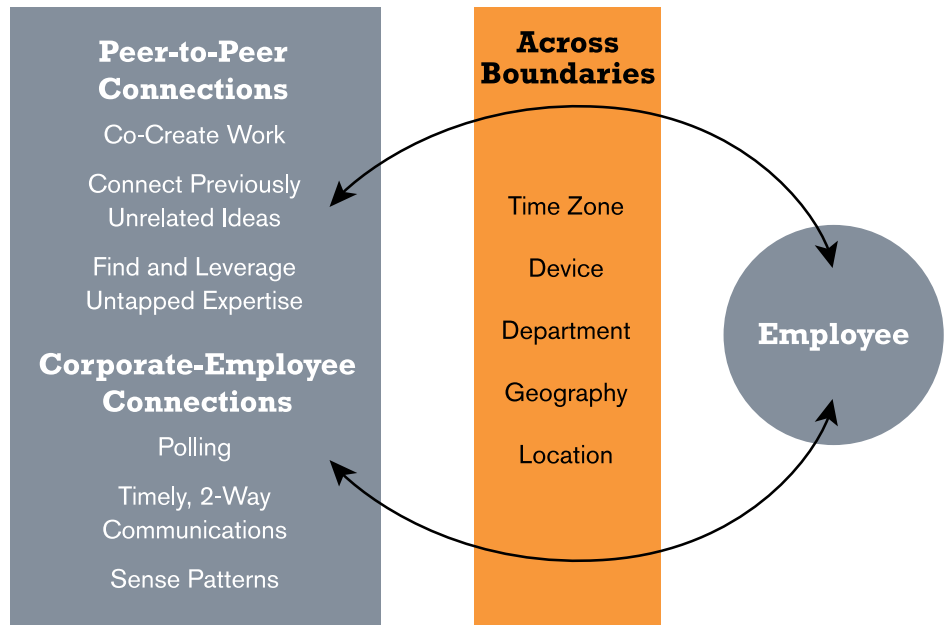 Peer-to-Peer
Connections
Co-Create Work
Connect Previously
Unrelated Ideas
Find and Leverage
Untapped Expertise
Corporate-Employee
Connections
Polling
Timely, 2-Way
Communications
Sense Patterns
Across
Boundaries
Time Zone
Device
Department
Geography
Location
Employee